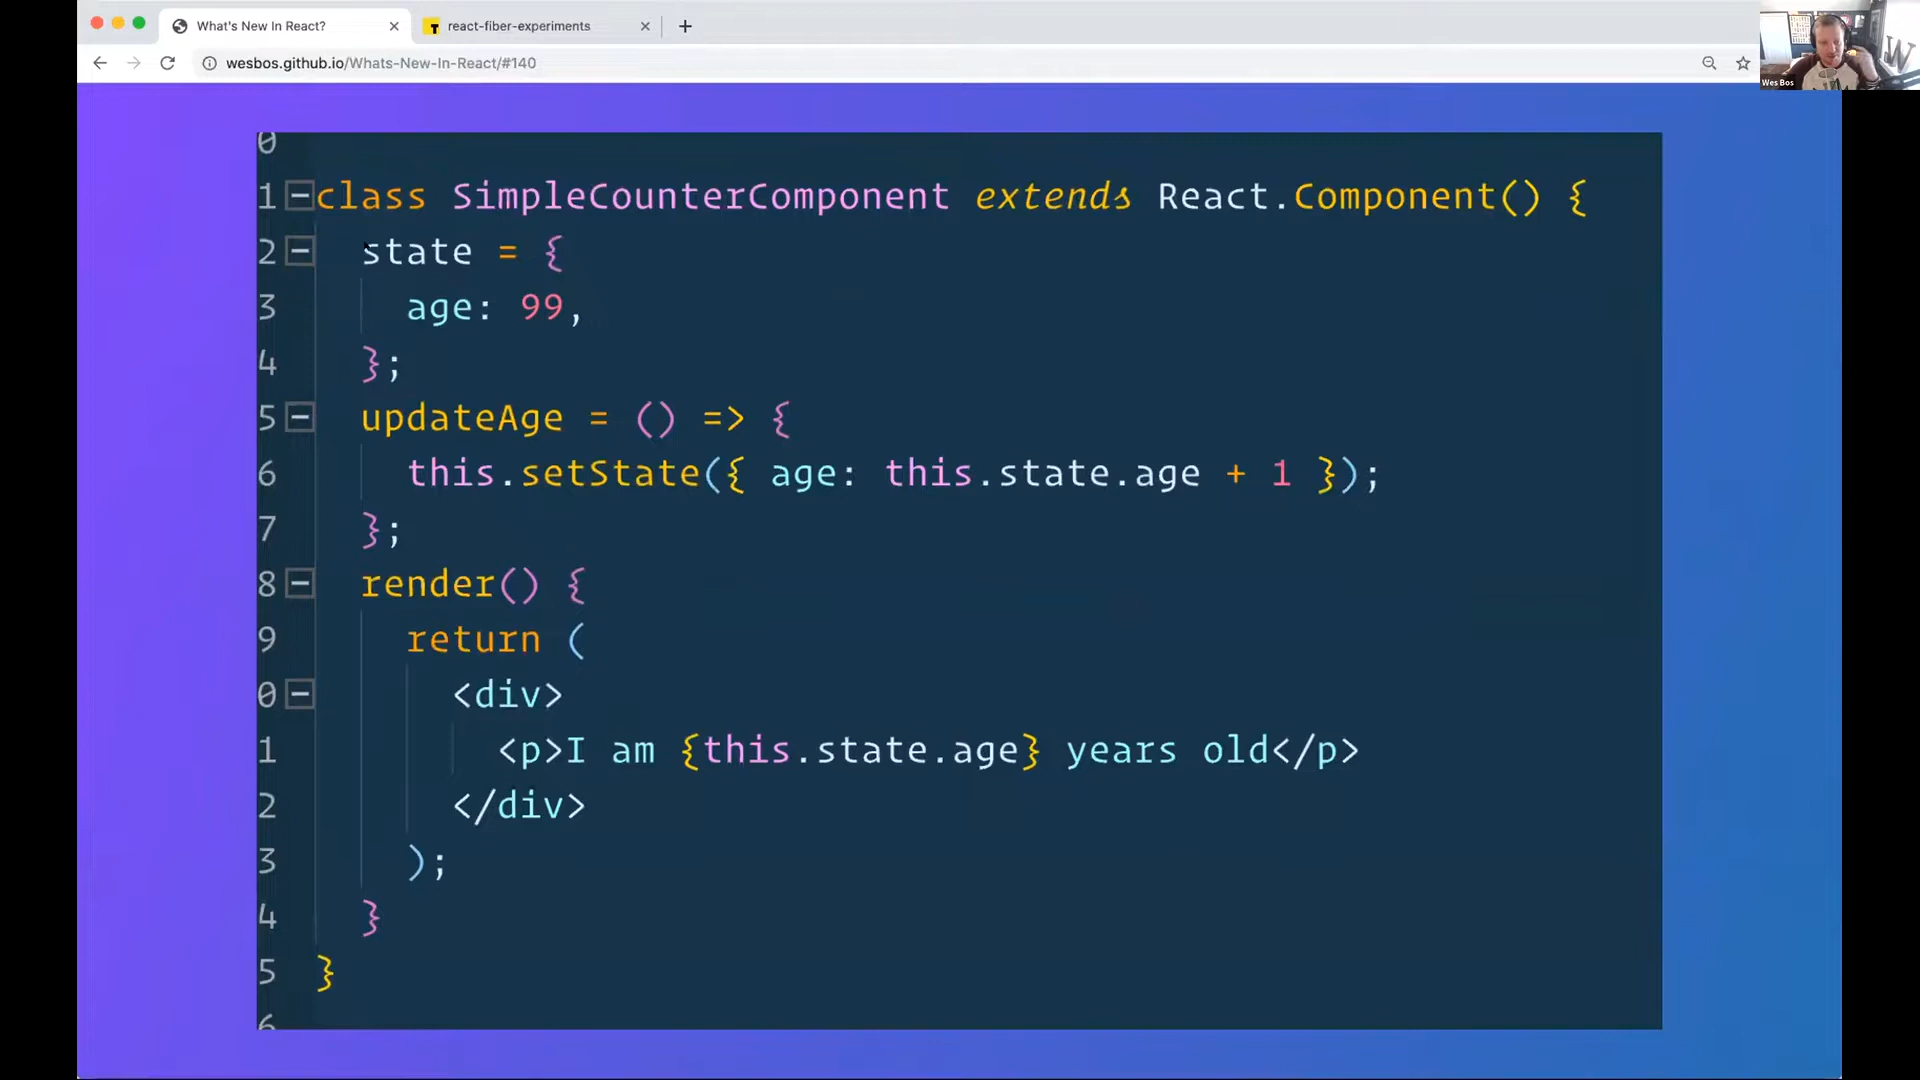 What's New In React?
react-fiber-experiments
wesbos.github.io/Whats-New-In-React/#140
Wes Bos
0
1 class SimpleCounterComponent extends React.Component() {
2 state = {
3 age: 99,
4 };
5 updateAge = () => {
6 this.setState({ age: this.state.age + 1 });
7 };
8 render() {
9 return (
0 <div>
1 <p>I am {this.state.age} years old</p>
2 </div>
3 );
4 }
5 }
6